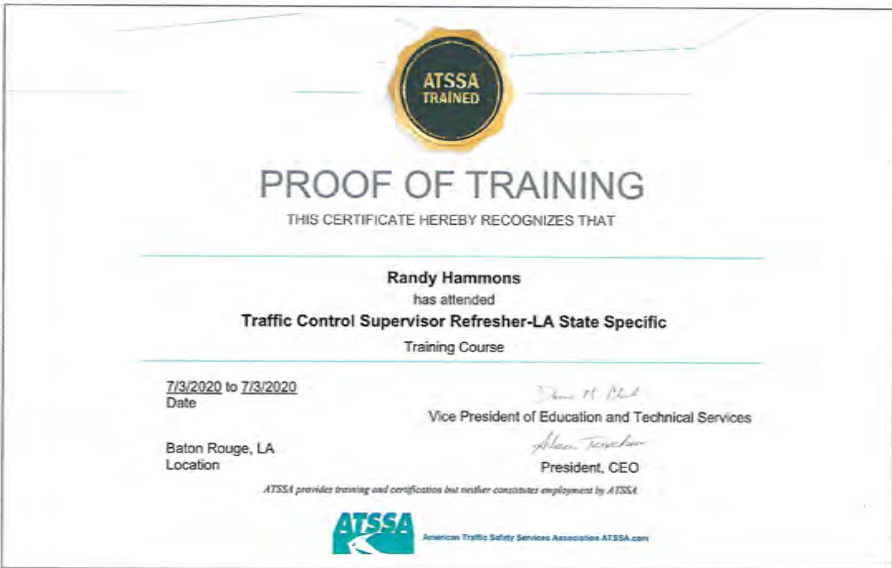 ATSSA
TRAINED
PROOF OF TRAINING
THIS CERTIFICATE HEREBY RECOGNIZES THAT
Randy Hammons
has attended
Traffic Control Supervisor Refresher-LA State Specific
Training Course
7/3/2020 to 7/3/2020
Date
Vice President of Education and Technical Services
Baton Rouge, LA
Location
President, CEO
ATSSA provides training and certification but neither constitutes employment by ATSSA.
ATSSA
American Traffic Safety Services Association ATSSA.com